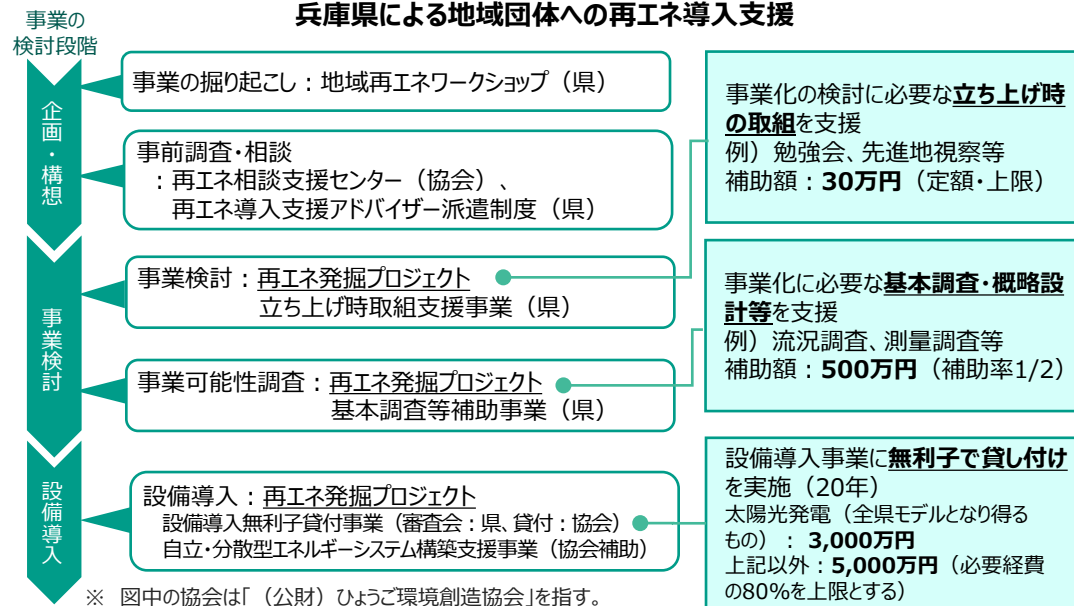 兵庫県による地域団体への再エネ導入支援
事業の
検討段階
企画・構想
事業の掘り起こし：地域再エネワークショップ（県）
事前調査・相談
：再エネ相談支援センター（協会）、
再エネ導入支援アドバイザー派遣制度（県）
事業検討
事業検討：再エネ発掘プロジェクト
立ち上げ時取組支援事業（県）
事業化の検討に必要な立ち上げ時
の取組を支援
例）勉強会、先進地視察等
補助額：30万円（定額・上限）
事業可能性調査：再エネ発掘プロジェクト
基本調査等補助事業（県）
事業化に必要な基本調査・概略設
計等を支援
例）流況調査、測量調査等
補助額：500万円（補助率1/2）
設備導入
設備導入：再エネ発掘プロジェクト
設備導入無利子貸付事業（審査会：県、貸付：協会）
自立・分散型エネルギーシステム構築支援事業（協会補助）
設備導入事業に無利子で貸し付け
を実施（20年）
太陽光発電（全県モデルとなり得る
もの）：3,000万円
上記以外：5,000万円（必要経費
の80%を上限とする）
※ 図中の協会は「（公財）ひょうご環境創造協会」を指す。